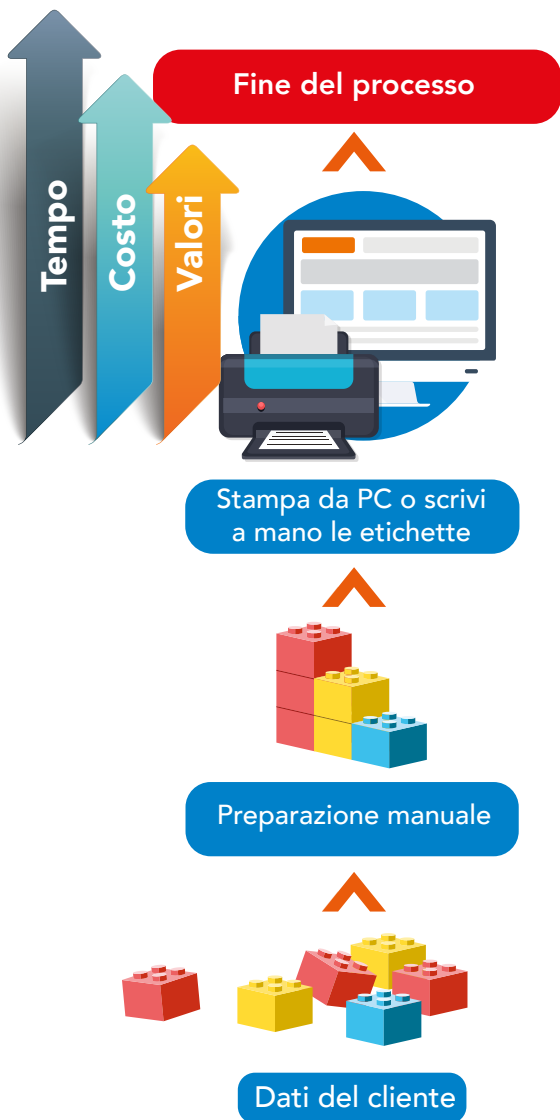 Fine del processo
Tempo
Costo
Valori
Stampa da PC o scrivi
a mano le etichette
Preparazione manuale
Dati del cliente